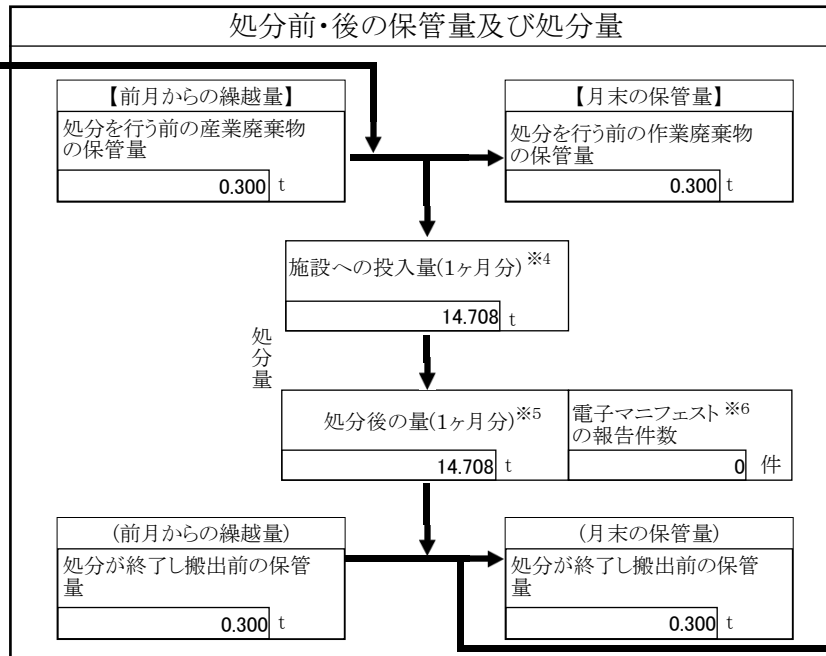 処分前・後の保管量及び処分量
【前月からの繰越量】
処分を行う前の産業廃棄物
の保管量
0.300 t
【月末の保管量】
処分を行う前の作業廃棄物
の保管量
0.300 t
施設への投入量(1ヶ月分)※4
14.708 t
処分量
処分後の量(1ヶ月分)※5
14.708 t
電子マニフェスト※6
の報告件数
0 件
(前月からの繰越量)
処分が終了し搬出前の保管
量
0.300 t
(月末の保管量)
処分が終了し搬出前の保管
量
0.300 t